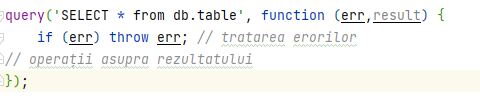 query('SELECT * from db.table', function (err,result) {
if (err) throw err; // tratarea erorilor
// operații asupra rezultatului
});